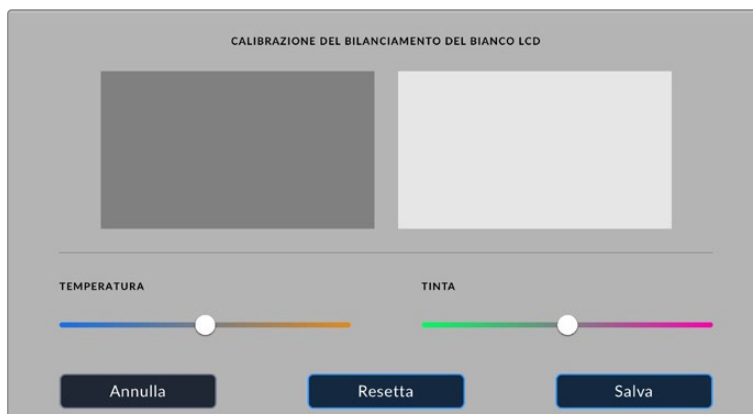 CALIBRAZIONE DEL BILANCIAMENTO DEL BIANCO LCD
TEMPERATURA
TINTA
Annulla
Resetta
Salva